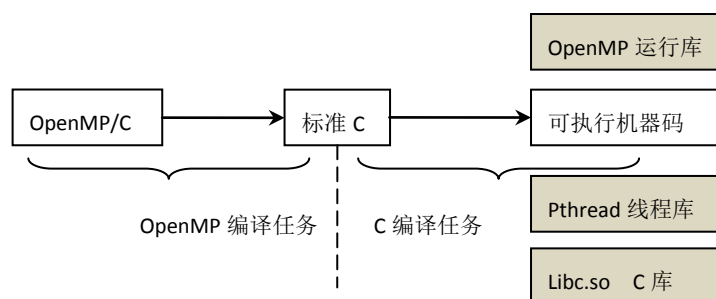 OpenMP 运行库
OpenMP/C
标准 C
可执行机器码
OpenMP 编译任务
C 编译任务
Pthread 线程库
Libc.so C 库